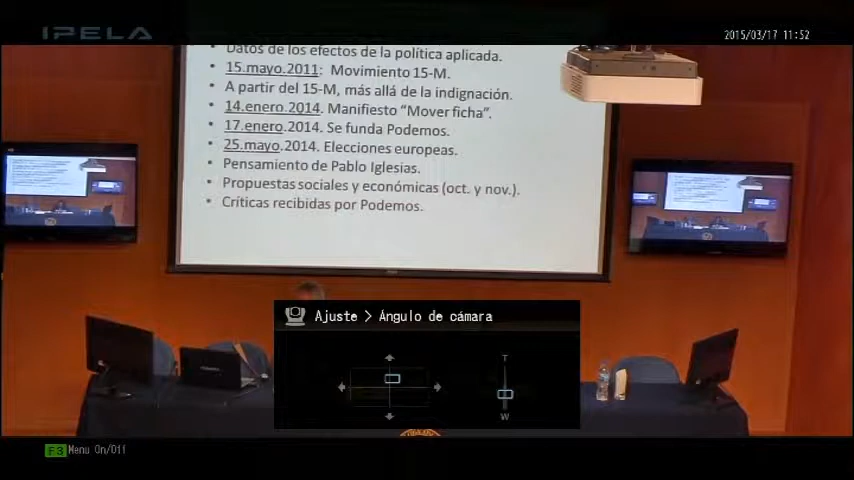 IPELA
2015/03/17 11:52
Datos de los efectos de la política aplicada.
• 15.mayo.2011: Movimiento 15-M.
• A partir del 15-M, más allá de la indignación.
• 14.enero.2014. Manifiesto “Mover ficha”.
• 17.enero.2014. Se funda Podemos.
• 25.mayo.2014. Elecciones europeas.
• Pensamiento de Pablo Iglesias.
• Propuestas sociales y económicas (oct. y nov.).
• Críticas recibidas por Podemos.
Ajuste > Ángulo de cámara
T
W
F3 Menu On/Off